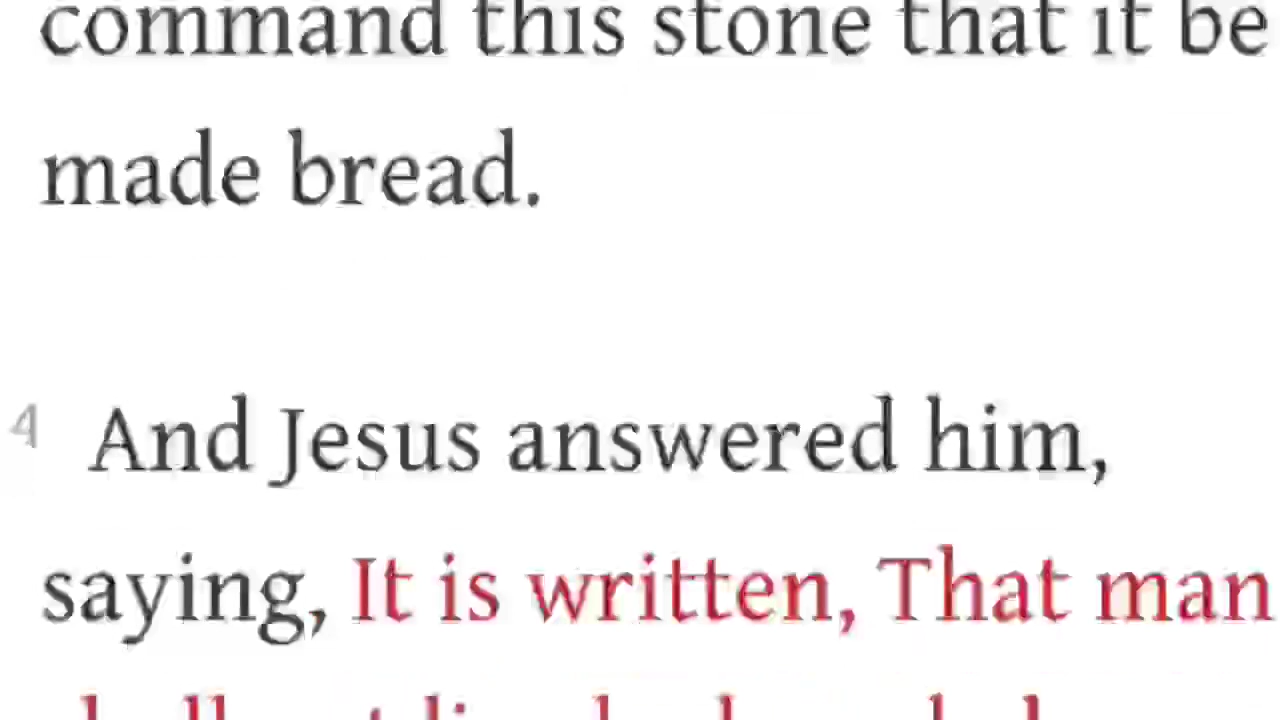 command this stone that it be
made bread.
4 And Jesus answered him,
saying, It is written, That man